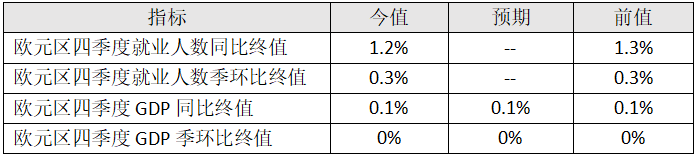 指标 今值 预期 前值
欧元区四季度就业人数同比终值 1.2% -- 1.3%
欧元区四季度就业人数季环比终值 0.3% -- 0.3%
欧元区四季度 GDP 同比终值 0.1% 0.1% 0.1%
欧元区四季度 GDP 季环比终值 0% 0% 0%